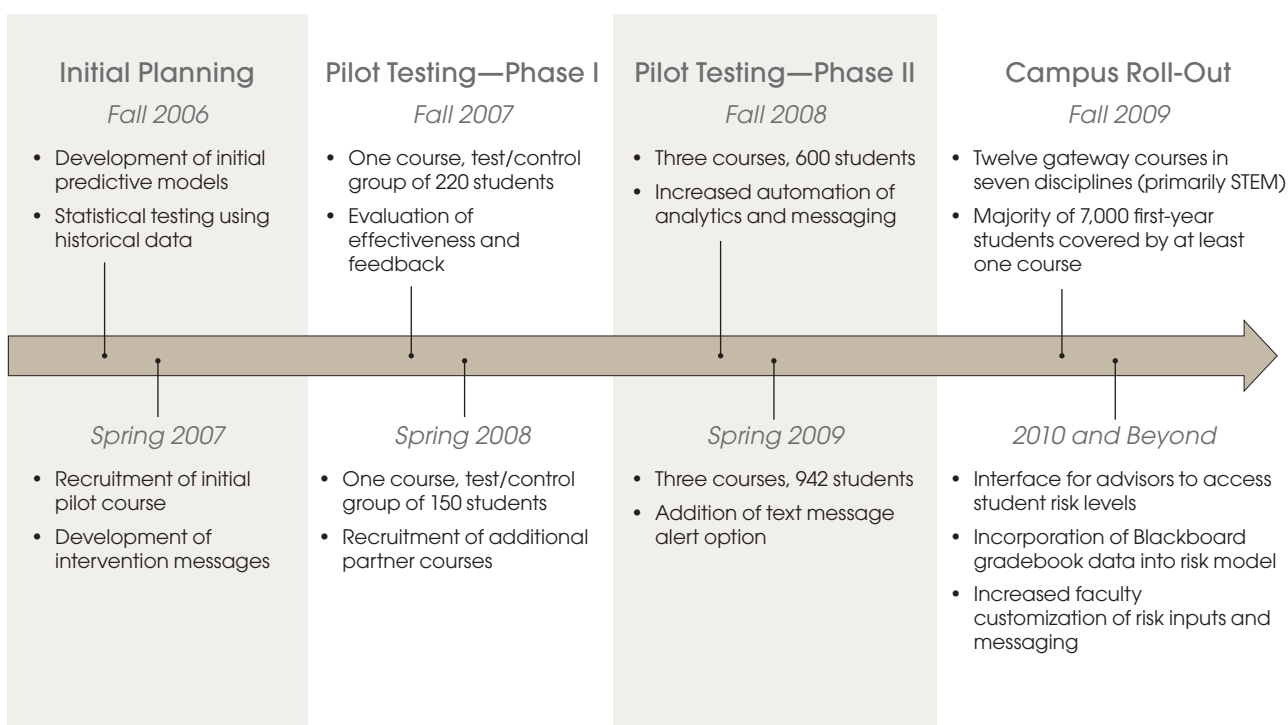 Initial Planning
Fall 2006
• Development of initial
predictive models
• Statistical testing using
historical data
Spring 2007
• Recruitment of initial
pilot course
• Development of
intervention messages
Pilot Testing—Phase I
Fall 2007
• One course, test/control
group of 220 students
• Evaluation of
effectiveness and
feedback
Spring 2008
• One course, test/control
group of 150 students
• Recruitment of additional
partner courses
Pilot Testing—Phase II
Fall 2008
• Three courses, 600 students
• Increased automation of
analytics and messaging
Spring 2009
• Three courses, 942 students
• Addition of text message
alert option
Campus Roll-Out
Fall 2009
• Twelve gateway courses in
seven disciplines (primarily STEM)
• Majority of 7,000 first-year
students covered by at least
one course
2010 and Beyond
• Interface for advisors to access
student risk levels
• Incorporation of Blackboard
gradebook data into risk model
• Increased faculty
customization of risk inputs and
messaging